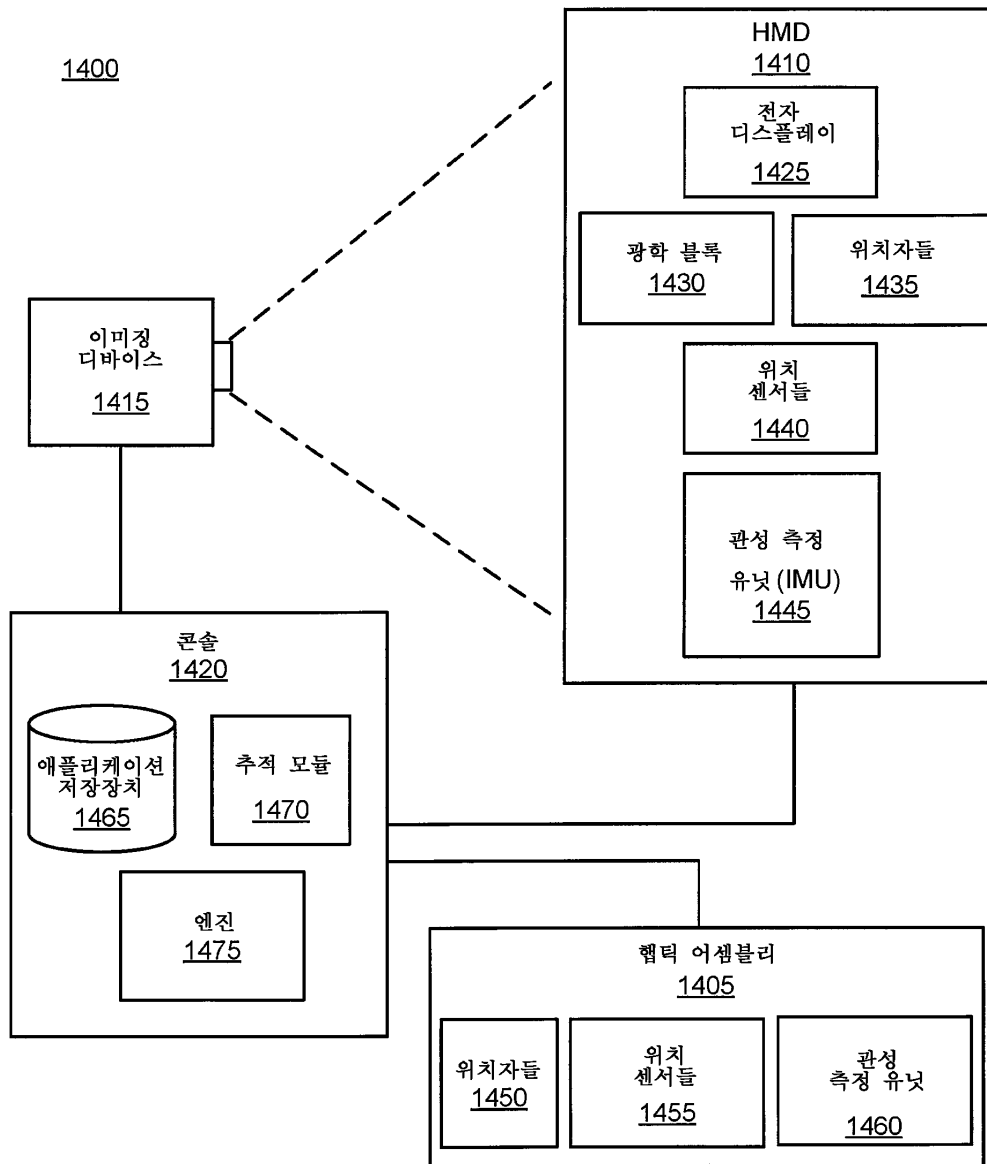 1400
HMD
1410
전자
디스플레이
1425
광학 블록
1430
위치자들
1435
이미징
디바이스
1415
위치
센서들
1440
관성 측정
유닛(IMU)
1445
콘솔
1420
애플리케이션
저장장치
1465
추적 모듈
1470
엔진
1475
햅틱 어셈블리
1405
위치자들
1450
위치
센서들
1455
관성
측정 유닛
1460